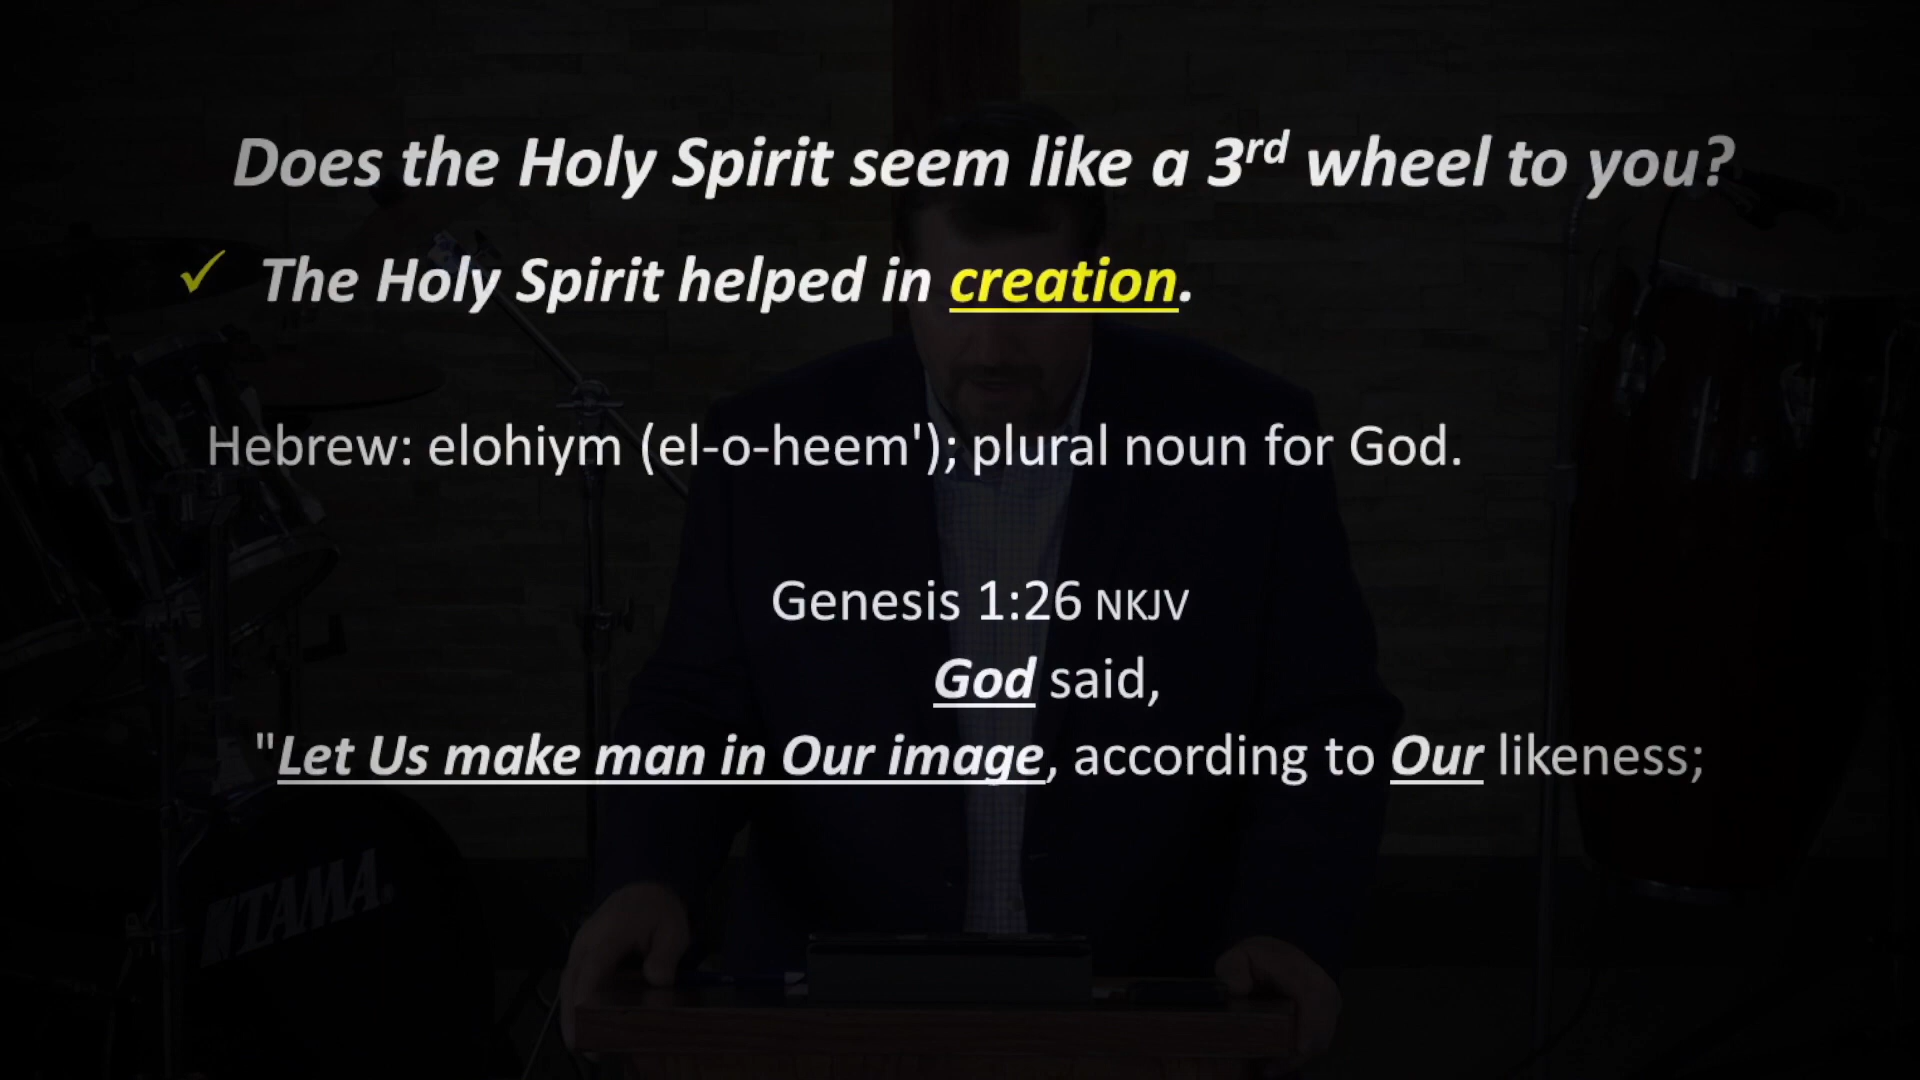 Does the Holy Spirit seem like a 3rd wheel to you?
✓ The Holy Spirit helped in creation.
Hebrew: elohiym (el-o-heem'); plural noun for God.
Genesis 1:26 NKJV
God said,
"Let Us make man in Our image, according to Our likeness;
TAMA.